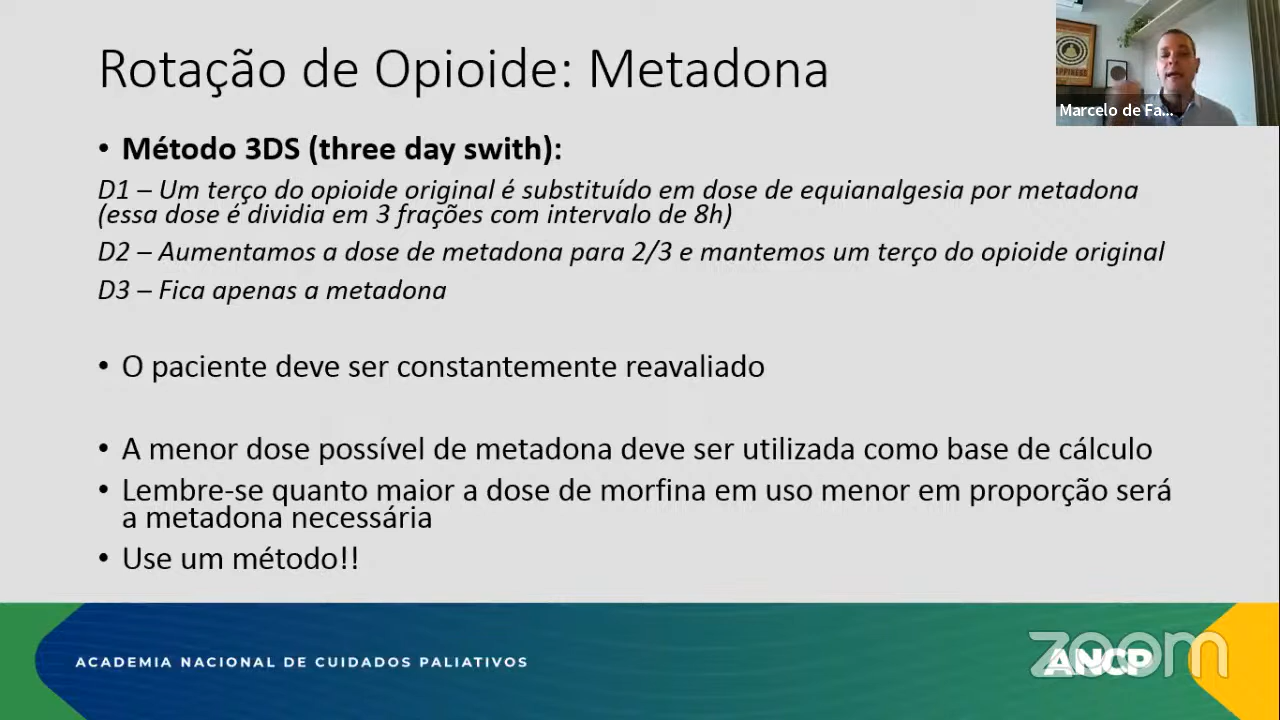 Rotação de Opioide: Metadona
• Método 3DS (three day swith):
D1 – Um terço do opioide original é substituído em dose de equianalgesia por metadona
(essa dose é dividia em 3 frações com intervalo de 8h)
D2 – Aumentamos a dose de metadona para 2/3 e mantemos um terço do opioide original
D3 – Fica apenas a metadona
• O paciente deve ser constantemente reavaliado
• A menor dose possível de metadona deve ser utilizada como base de cálculo
• Lembre-se quanto maior a dose de morfina em uso menor em proporção será
a metadona necessária
• Use um método!!
Marcelo de Fa...
ACADEMIA NACIONAL DE CUIDADOS PALIATIVOS
zoom
ANCP